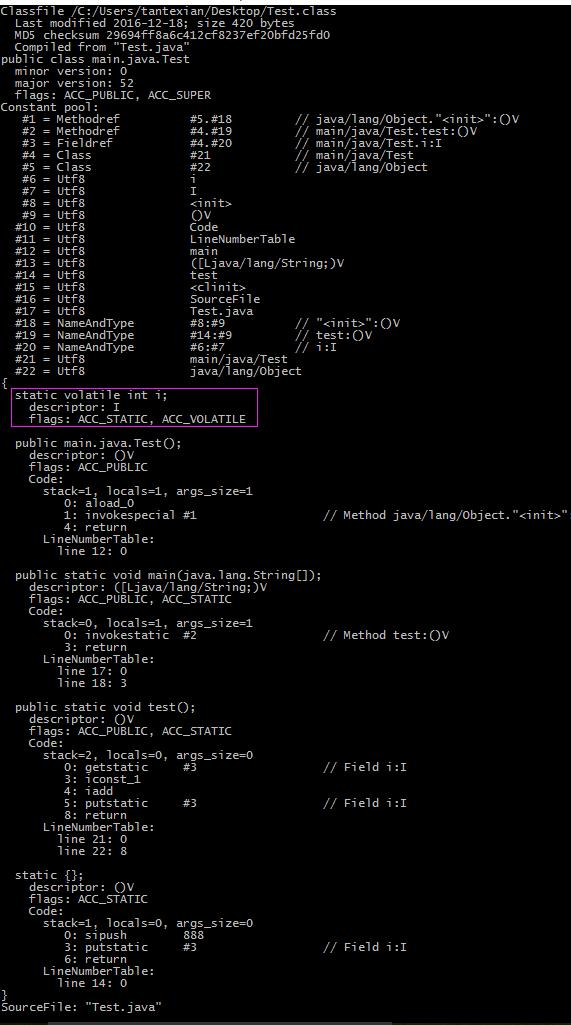 Classfile /C:/Users/tantexian/Desktop/Test.class
  Last modified 2016-12-18; size 420 bytes
  MD5 checksum 29694ff8a6c412cf8237ef20bfd25fd0
  Compiled from "Test.java"
public class main.java.Test
  minor version: 0
  major version: 52
  flags: ACC_PUBLIC, ACC_SUPER
Constant pool:
   #1 = Methodref          #5.#18         // java/lang/Object."<init>":()V
   #2 = Methodref          #4.#19         // main/java/Test.test:()V
   #3 = Fieldref           #4.#20         // main/java/Test.i:I
   #4 = Class              #21            // main/java/Test
   #5 = Class              #22            // java/lang/Object
   #6 = Utf8               i
   #7 = Utf8               I
   #8 = Utf8               <init>
   #9 = Utf8               ()V
  #10 = Utf8               Code
  #11 = Utf8               LineNumberTable
  #12 = Utf8               main
  #13 = Utf8               ([Ljava/lang/String;)V
  #14 = Utf8               test
  #15 = Utf8               <clinit>
  #16 = Utf8               SourceFile
  #17 = Utf8               Test.java
  #18 = NameAndType        #8:#9          // "<init>":()V
  #19 = NameAndType        #14:#9         // test:()V
  #20 = NameAndType        #6:#7          // i:I
  #21 = Utf8               main/java/Test
  #22 = Utf8               java/lang/Object
{
  static volatile int i;
    descriptor: I
    flags: ACC_STATIC, ACC_VOLATILE

  public main.java.Test();
    descriptor: ()V
    flags: ACC_PUBLIC
    Code:
      stack=1, locals=1, args_size=1
         0: aload_0
         1: invokespecial #1                  // Method java/lang/Object."<init>":
         4: return
      LineNumberTable:
        line 12: 0

  public static void main(java.lang.String[]);
    descriptor: ([Ljava/lang/String;)V
    flags: ACC_PUBLIC, ACC_STATIC
    Code:
      stack=0, locals=1, args_size=1
         0: invokestatic  #2                  // Method test:()V
         3: return
      LineNumberTable:
        line 17: 0
        line 18: 3

  public static void test();
    descriptor: ()V
    flags: ACC_PUBLIC, ACC_STATIC
    Code:
      stack=2, locals=0, args_size=0
         0: getstatic     #3                  // Field i:I
         3: iconst_1
         4: iadd
         5: putstatic     #3                  // Field i:I
         8: return
      LineNumberTable:
        line 21: 0
        line 22: 8

  static {};
    descriptor: ()V
    flags: ACC_STATIC
    Code:
      stack=1, locals=0, args_size=0
         0: sipush        888
         3: putstatic     #3                  // Field i:I
         6: return
      LineNumberTable:
        line 14: 0
}
SourceFile: "Test.java"